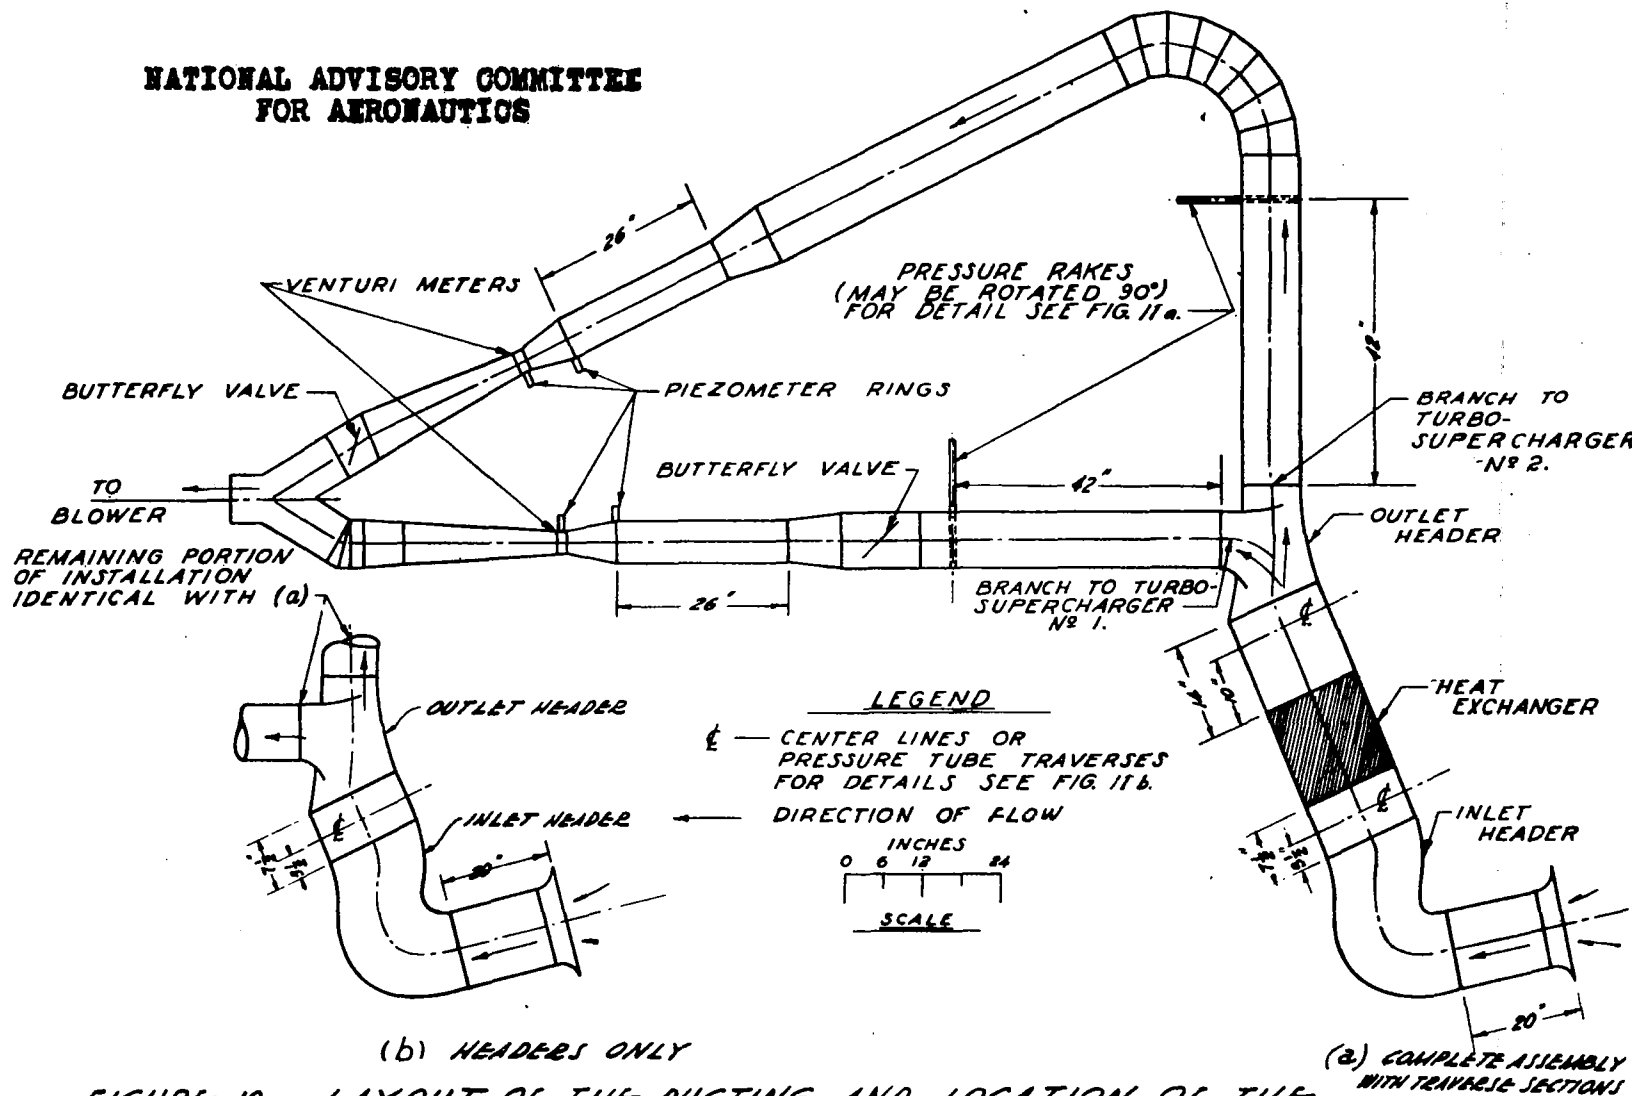 NATIONAL ADVISORY COMMITTEE
FOR AERONAUTICS
26"
VENTURI METERS
PRESSURE RAKES
(MAY BE ROTATED 90°)
FOR DETAIL SEE FIG. 11a.
42"
BUTTERFLY VALVE
PIEZOMETER RINGS
BRANCH TO
TURBO-
SUPERCHARGER
Nº 2.
BUTTERFLY VALVE
42"
TO
BLOWER
OUTLET
HEADER
REMAINING PORTION
OF INSTALLATION
IDENTICAL WITH (a)
26"
BRANCH TO TURBO-
SUPERCHARGER
Nº 1.
℄
HEAT
EXCHANGER
OUTLET HEADER
LEGEND
℄ — CENTER LINES OR
PRESSURE TUBE TRAVERSES
FOR DETAILS SEE FIG. 11b.
DIRECTION OF FLOW
℄
INLET HEADER
℄
INLET
HEADER
INCHES
0 6 12 24
SCALE
20"
20"
(b) HEADERS ONLY
(a) COMPLETE ASSEMBLY
WITH TRAVERSE SECTIONS